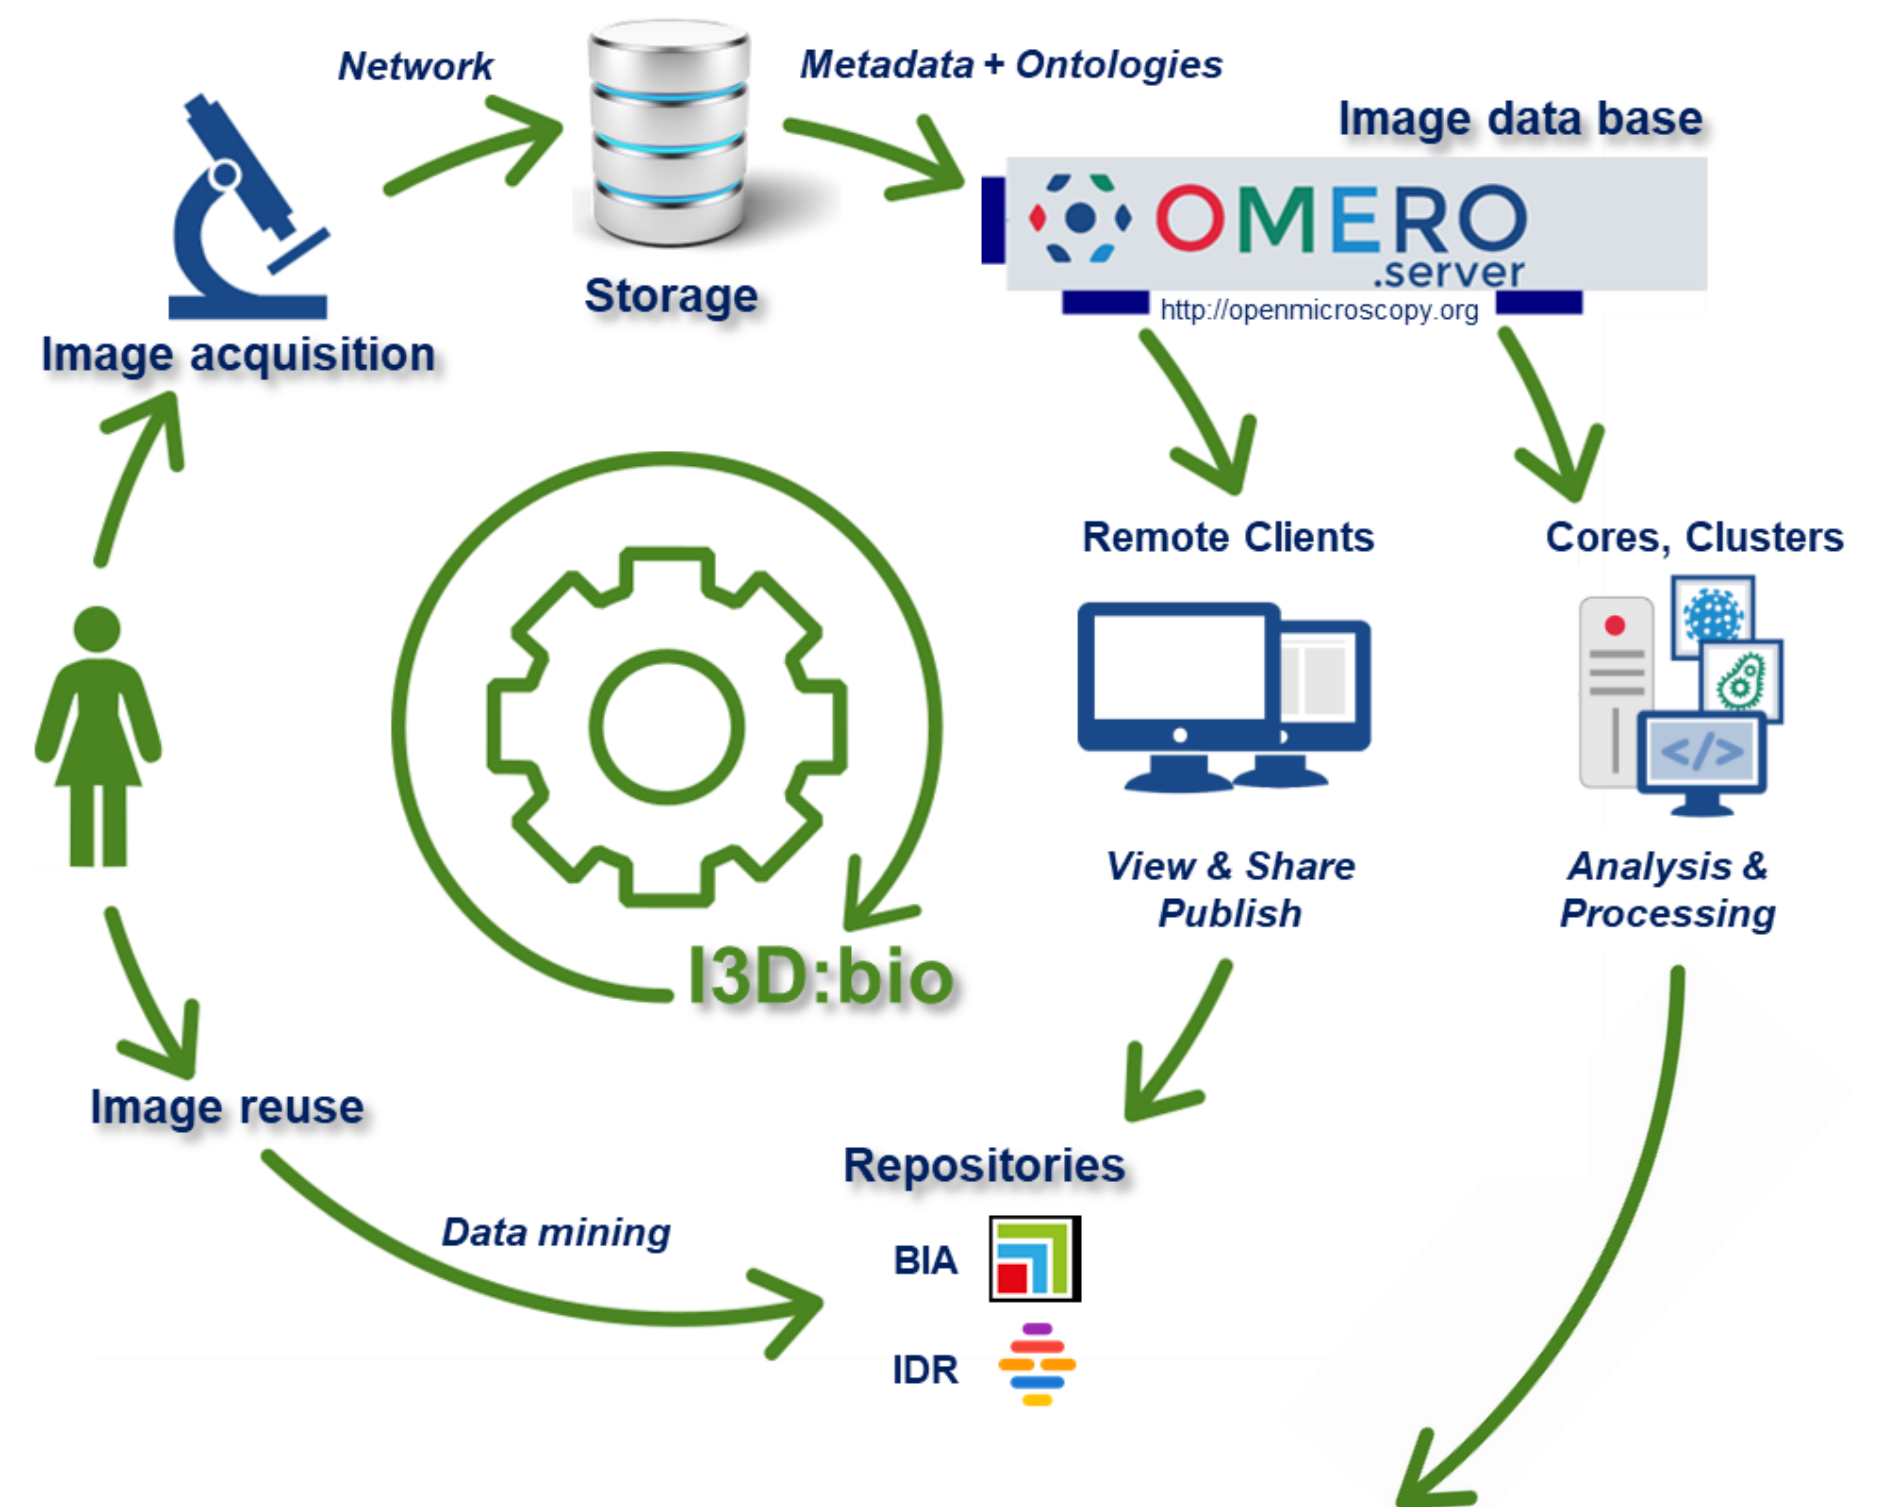 Network
Metadata + Ontologies
Image data base
OMERO
.server
http://openmicroscopy.org
Storage
Image acquisition
Remote Clients
Cores, Clusters
</>
View & Share
Publish
Analysis &
Processing
I3D:bio
Image reuse
Repositories
Data mining
BIA
IDR